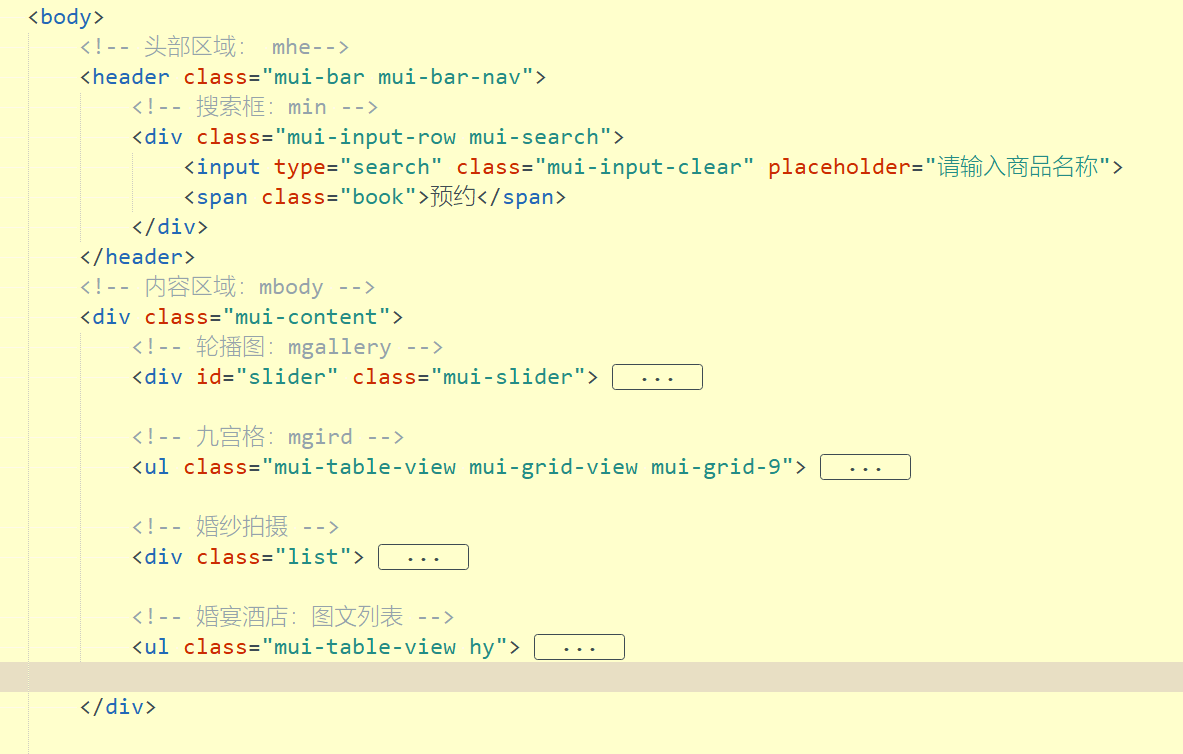 <body>
<!-- 头部区域： mhe-->
<header class="mui-bar mui-bar-nav">
<!-- 搜索框：min -->
<div class="mui-input-row mui-search">
<input type="search" class="mui-input-clear" placeholder="请输入商品名称">
<span class="book">预约</span>
</div>
</header>
<!-- 内容区域：mbody -->
<div class="mui-content">
<!-- 轮播图：mgallery -->
<div id="slider" class="mui-slider"> ...
<!-- 九宫格：mgird -->
<ul class="mui-table-view mui-grid-view mui-grid-9"> ...
<!-- 婚纱拍摄 -->
<div class="list"> ...
<!-- 婚宴酒店：图文列表 -->
<ul class="mui-table-view hy"> ...
</div>